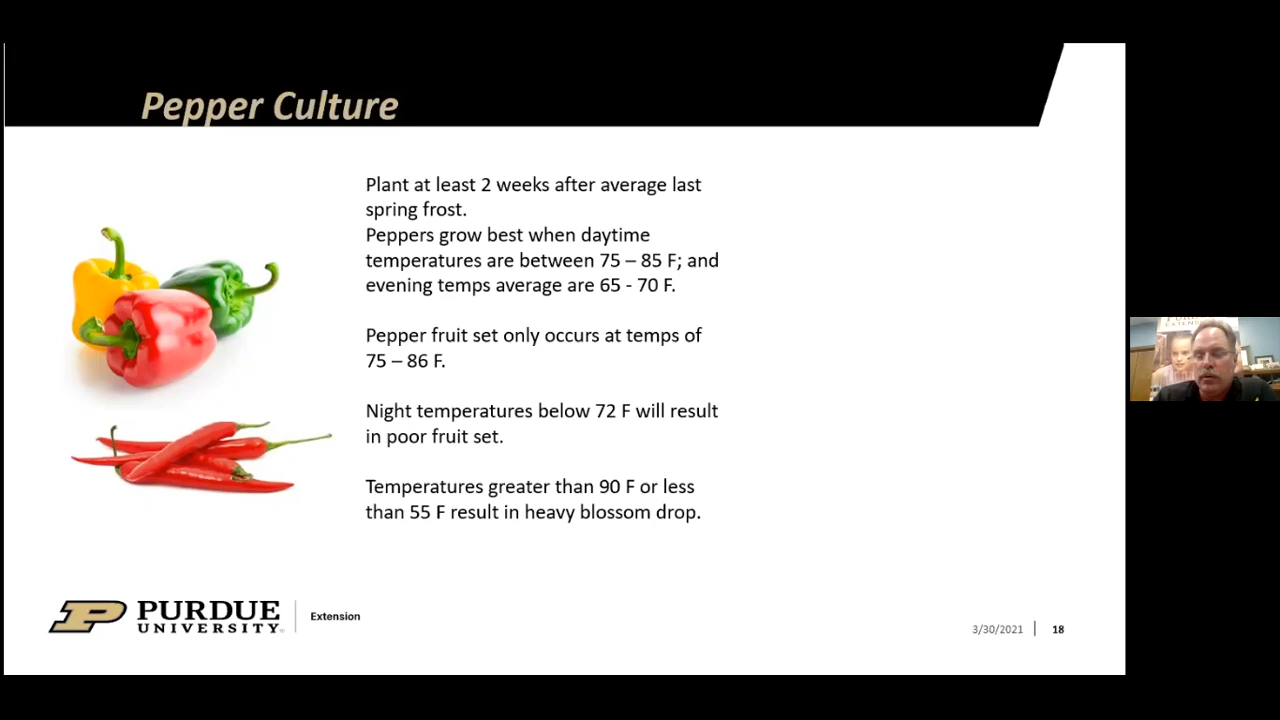 Pepper Culture
Plant at least 2 weeks after average last
spring frost.
Peppers grow best when daytime
temperatures are between 75 – 85 F; and
evening temps average are 65 - 70 F.
Pepper fruit set only occurs at temps of
75 – 86 F.
Night temperatures below 72 F will result
in poor fruit set.
Temperatures greater than 90 F or less
than 55 F result in heavy blossom drop.
PURDUE
UNIVERSITY
Extension
3/30/2021
18